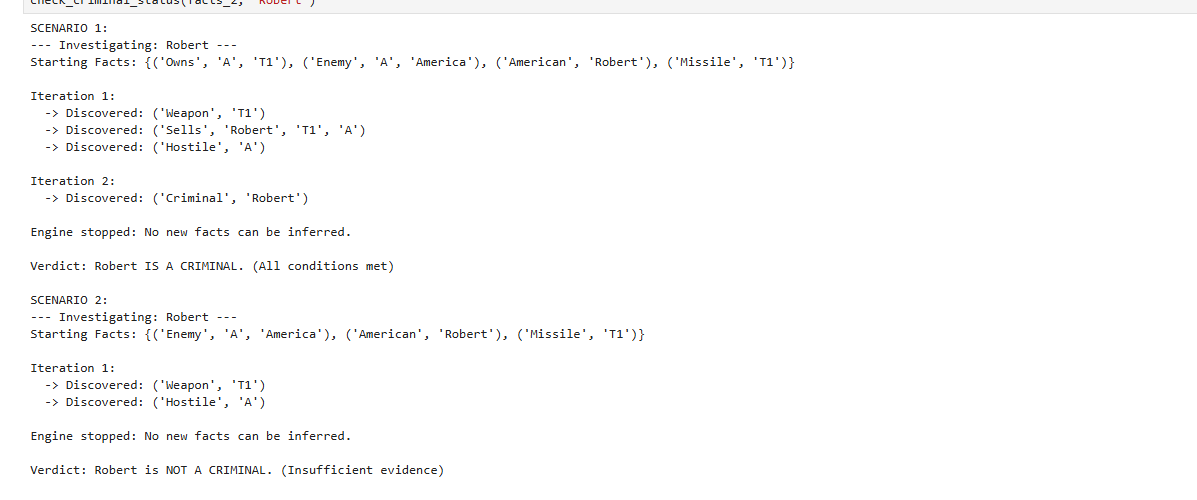 check_criminal_status(facts_2, "Robert")
SCENARIO 1:
--- Investigating: Robert ---
Starting Facts: {('Owns', 'A', 'T1'), ('Enemy', 'A', 'America'), ('American', 'Robert'), ('Missile', 'T1')}
Iteration 1:
-> Discovered: ('Weapon', 'T1')
-> Discovered: ('Sells', 'Robert', 'T1', 'A')
-> Discovered: ('Hostile', 'A')
Iteration 2:
-> Discovered: ('Criminal', 'Robert')
Engine stopped: No new facts can be inferred.
Verdict: Robert IS A CRIMINAL. (All conditions met)
SCENARIO 2:
--- Investigating: Robert ---
Starting Facts: {('Enemy', 'A', 'America'), ('American', 'Robert'), ('Missile', 'T1')}
Iteration 1:
-> Discovered: ('Weapon', 'T1')
-> Discovered: ('Hostile', 'A')
Engine stopped: No new facts can be inferred.
Verdict: Robert is NOT A CRIMINAL. (Insufficient evidence)